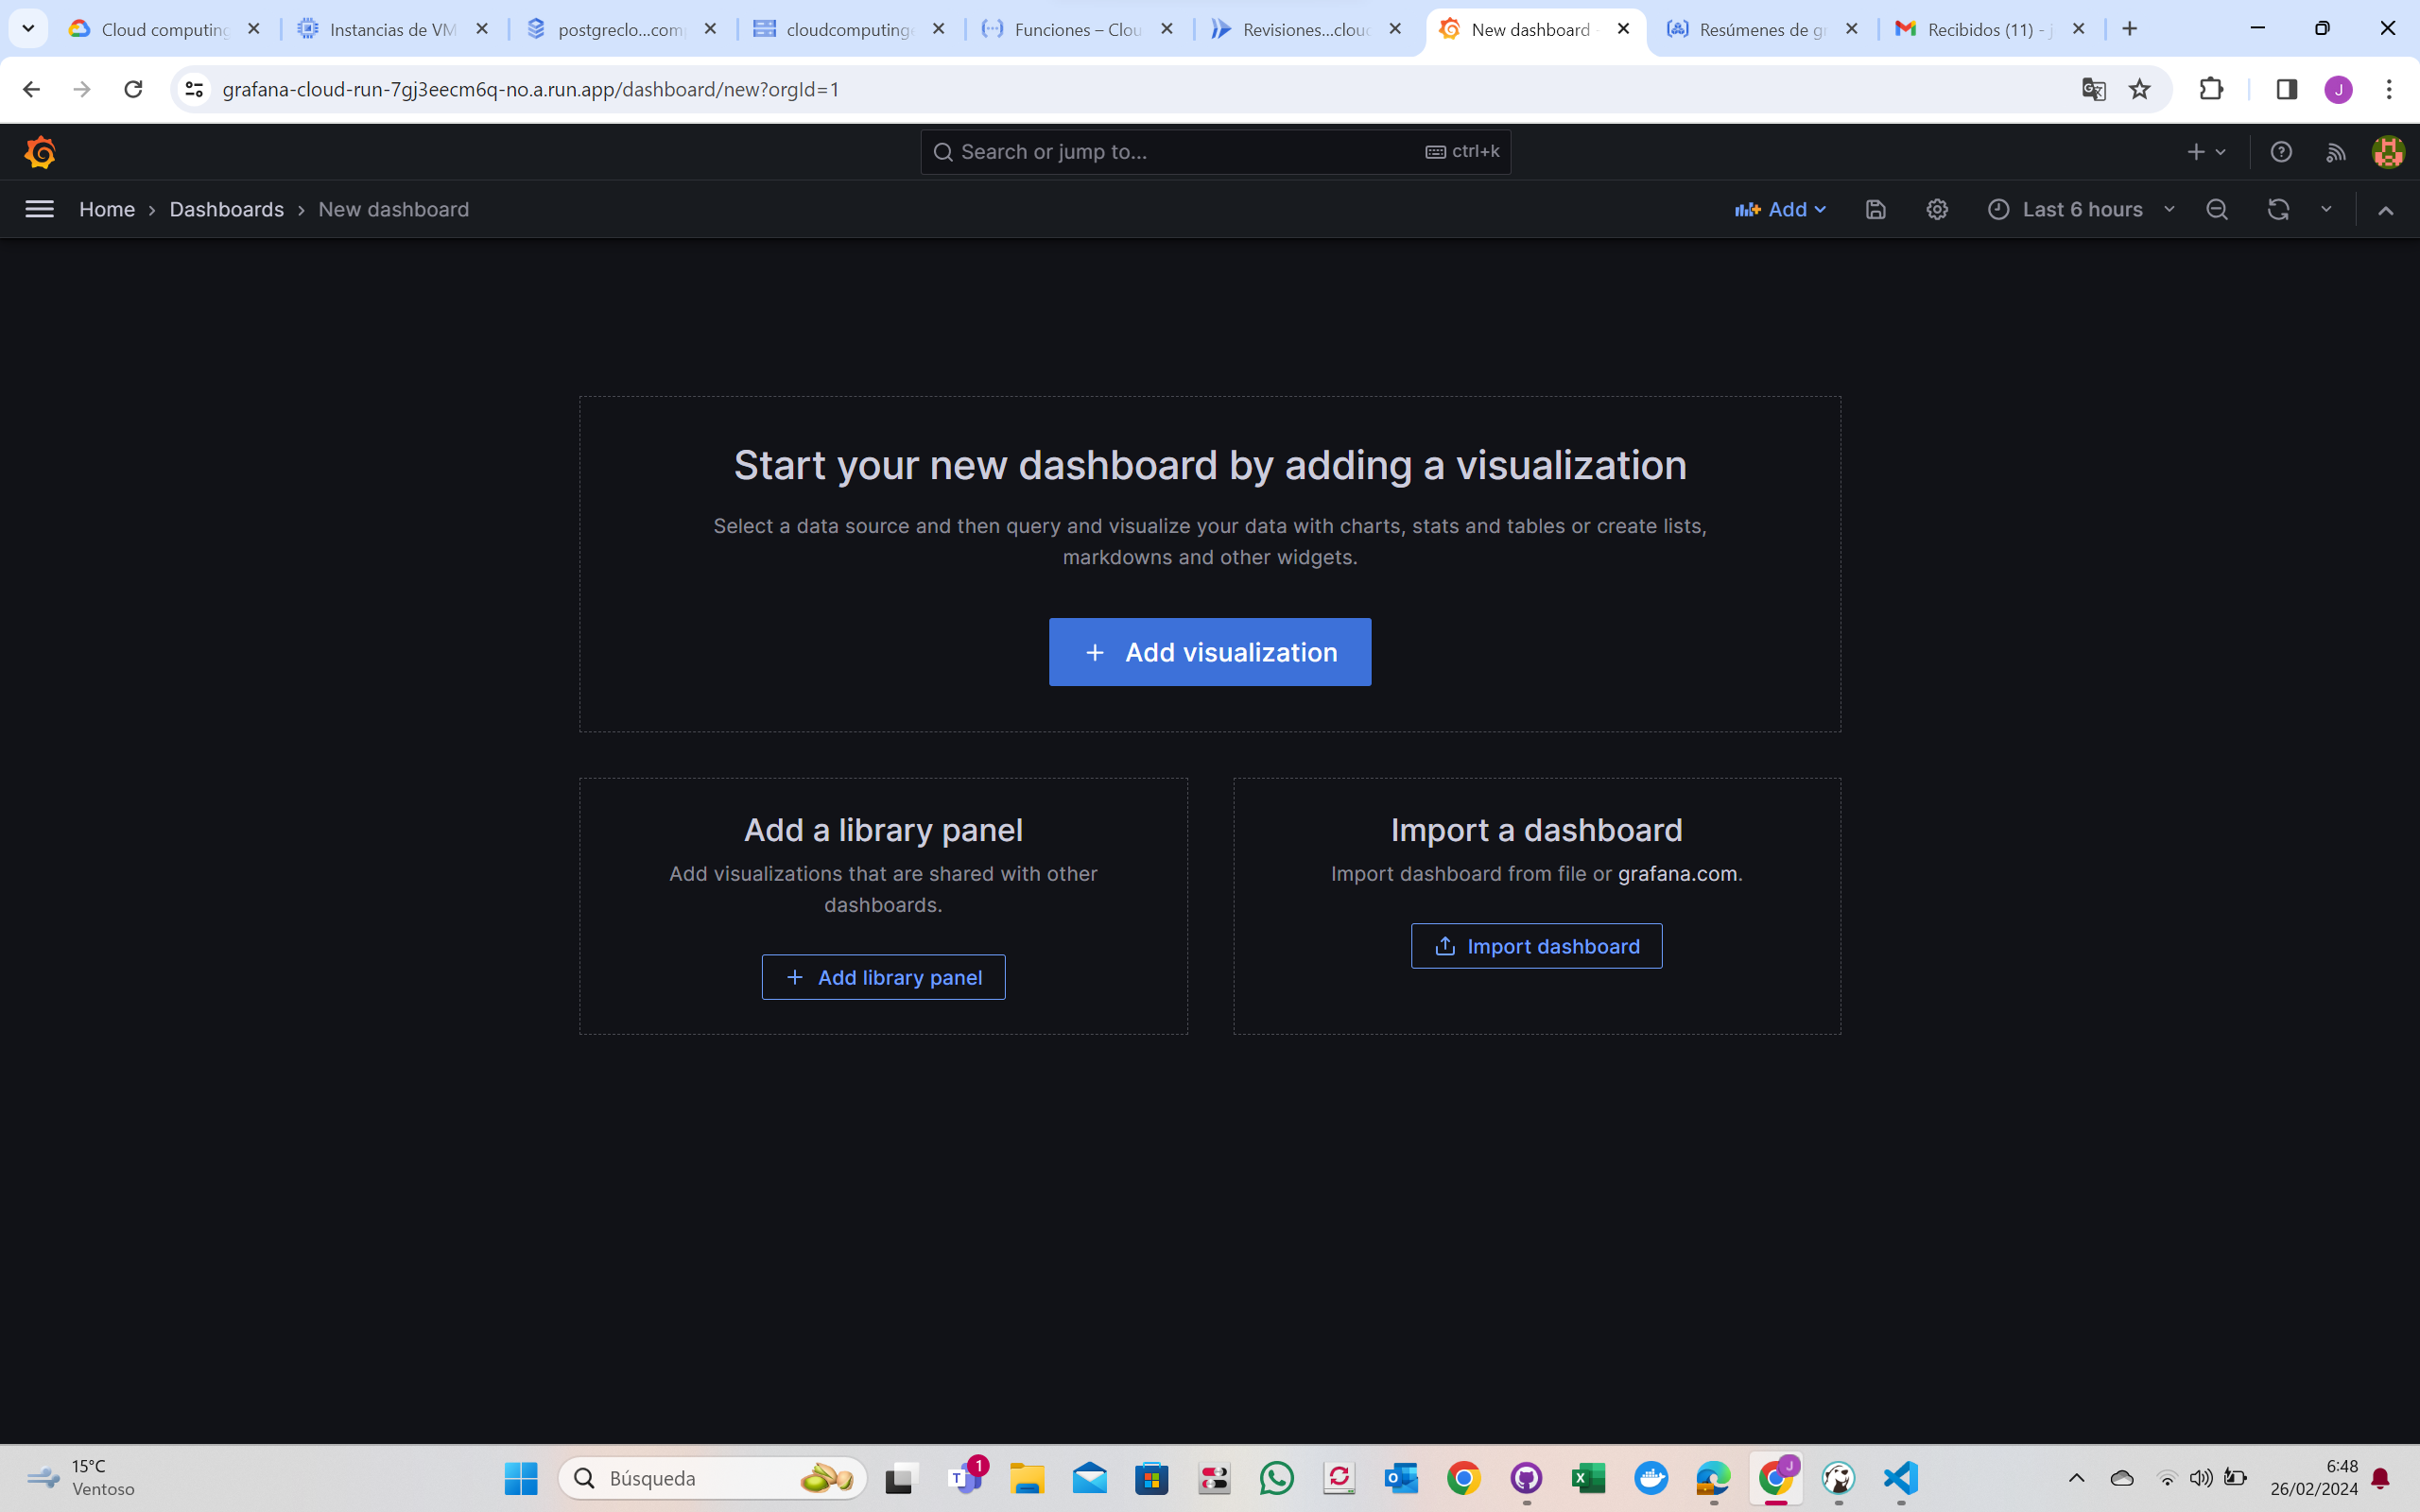 Cloud computing
Instancias de VM
postgreclo...com
cloudcomputing
Funciones – Clou
Revisiones...clou
New dashboard
Resúmenes de gr
Recibidos (11) - j
grafana-cloud-run-7gj3eecm6q-no.a.run.app/dashboard/new?orgId=1
J
Search or jump to...
ctrl+k
Home › Dashboards › New dashboard
Add
Last 6 hours
Start your new dashboard by adding a visualization
Select a data source and then query and visualize your data with charts, stats and tables or create lists,
markdowns and other widgets.
+ Add visualization
Add a library panel
Add visualizations that are shared with other
dashboards.
+ Add library panel
Import a dashboard
Import dashboard from file or grafana.com.
Import dashboard
15°C
Ventoso
Búsqueda
1
J
6:48
26/02/2024